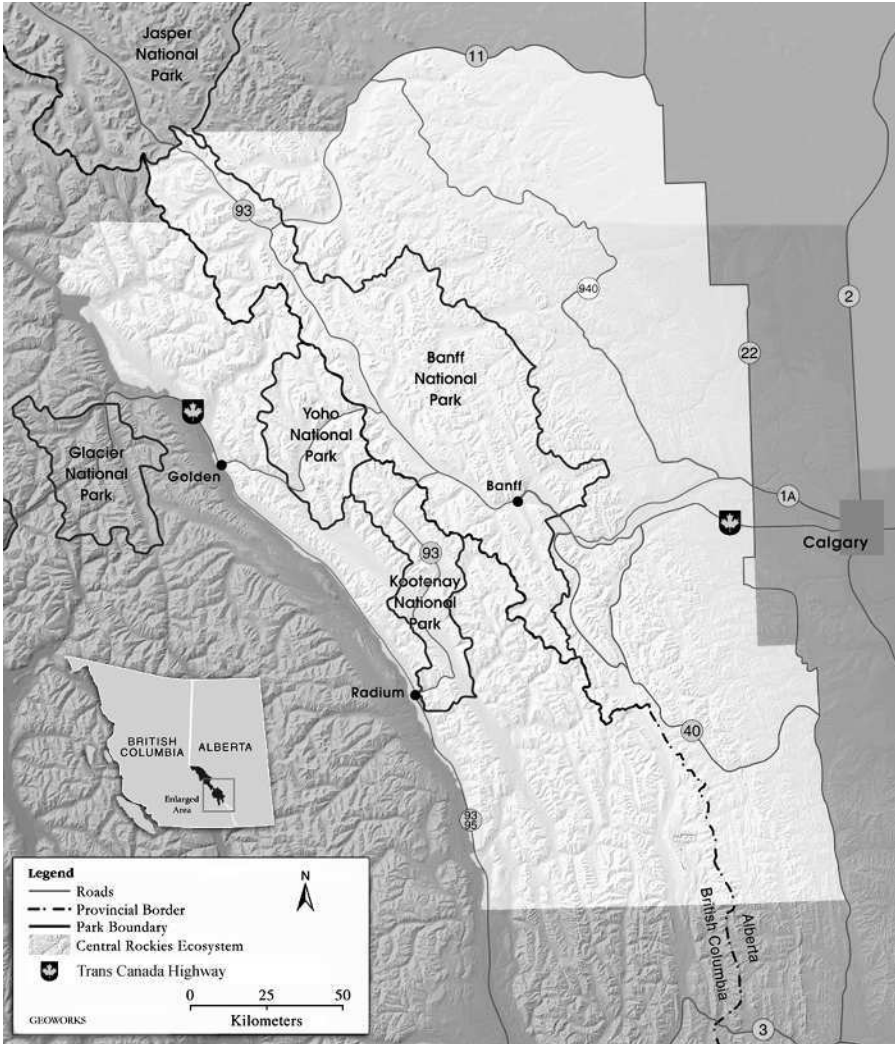 Jasper
National
Park
11
93
940
2
22
Banff
National
Park
Yoho
National
Park
Glacier
National
Park
Golden
Banff
1A
Calgary
93
Kootenay
National
Park
Radium
40
BRITISH
COLUMBIA
ALBERTA
Enlarged
Area
93
95
Alberta
British Columbia
3
Legend
Roads
Provincial Border
Park Boundary
Central Rockies Ecosystem
Trans Canada Highway
N
0 25 50
Kilometers
GEOWORKS